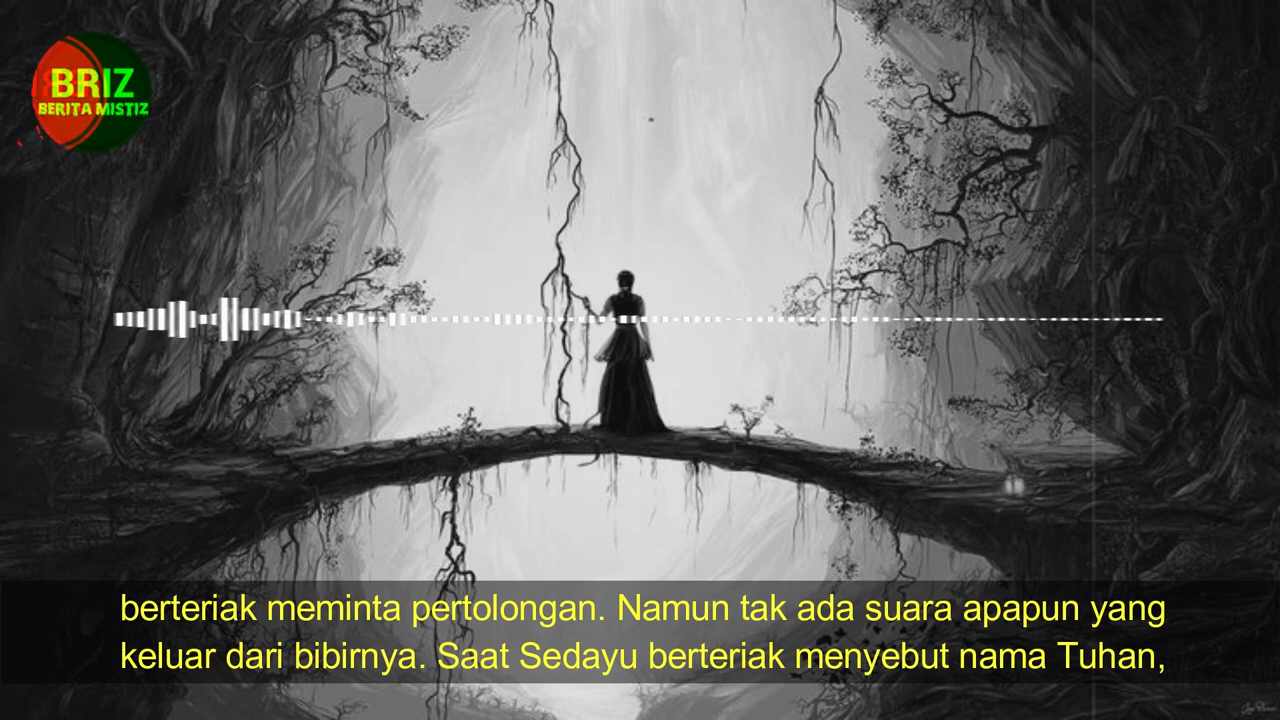 BRIZ
BERITA MISTIZ
berteriak meminta pertolongan. Namun tak ada suara apapun yang
keluar dari bibirnya. Saat Sedayu berteriak menyebut nama Tuhan,